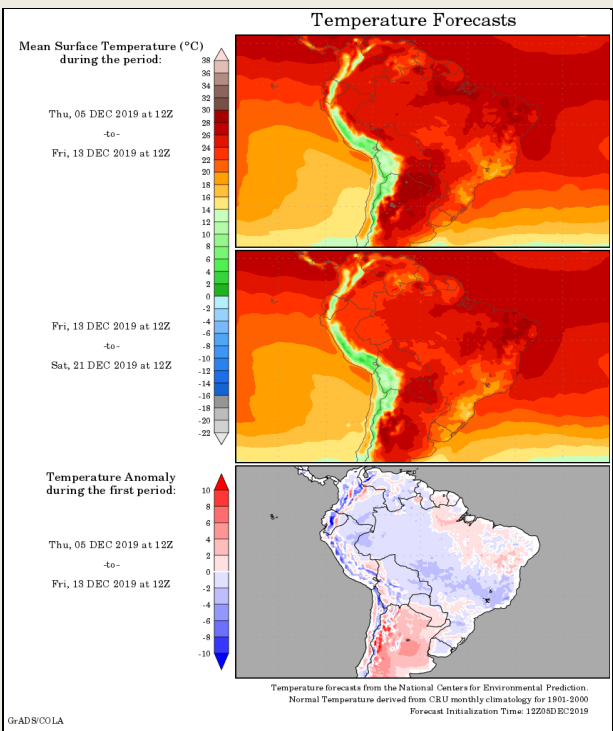 Temperature Forecasts
Mean Surface Temperature (°C)
during the period:
Thu, 05 DEC 2019 at 12Z
-to-
Fri, 13 DEC 2019 at 12Z
38
36
34
32
30
28
26
24
22
20
18
16
14
12
10
8
6
4
2
0
-2
-4
-6
-8
-10
-12
-14
-16
-18
-20
-22
Fri, 13 DEC 2019 at 12Z
-to-
Sat, 21 DEC 2019 at 12Z
Temperature Anomaly
during the first period:
Thu, 05 DEC 2019 at 12Z
-to-
Fri, 13 DEC 2019 at 12Z
10
8
6
4
2
0
-2
-4
-6
-8
-10
Temperature forecasts from the National Centers for Environmental Prediction.
Normal Temperature derived from CRU monthly climatology for 1901-2000
Forecast Initialization Time: 12Z05DEC2019
GrADS/COLA